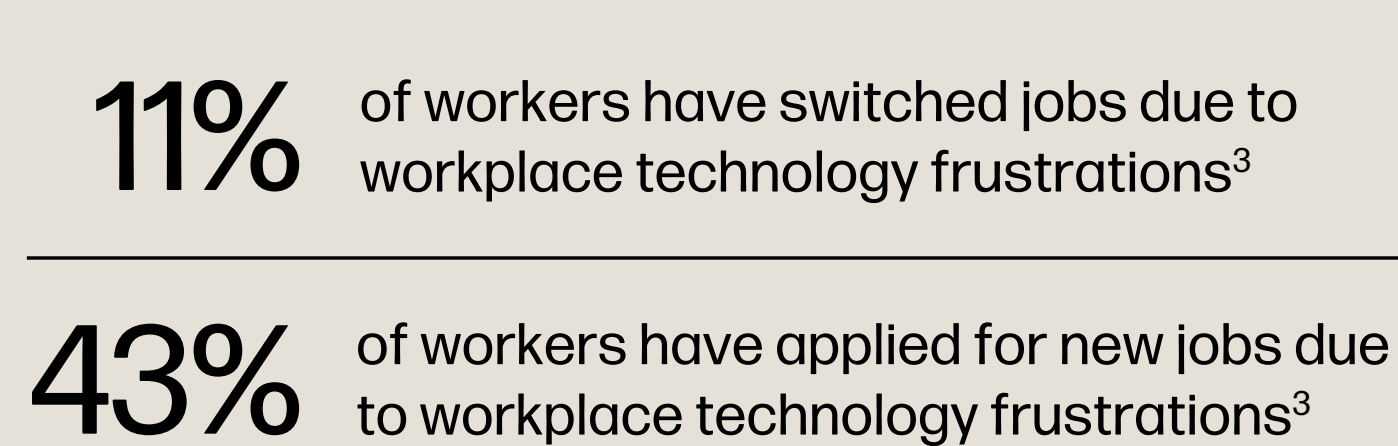 11% of workers have switched jobs due to
workplace technology frustrations³
43% of workers have applied for new jobs due
to workplace technology frustrations³